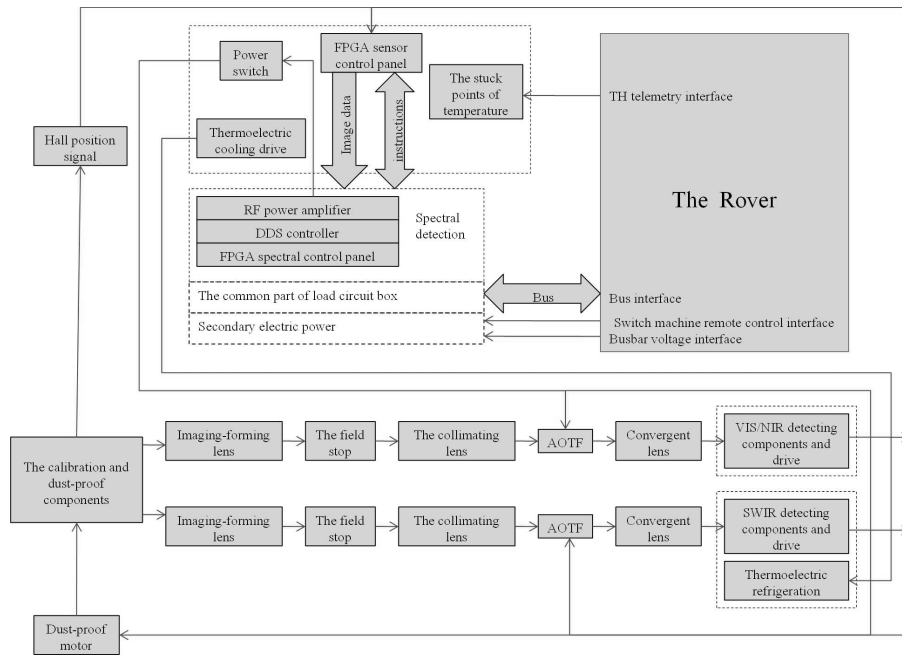 Power
switch
FPGA sensor
control panel
The stuck
points of
temperature
TH telemetry interface
Image data
instructions
Hall position
signal
Thermoelectric
cooling drive
The Rover
RF power amplifier
DDS controller
FPGA spectral control panel
Spectral
detection
The common part of load circuit box
Bus
Bus interface
Secondary electric power
Switch machine remote control interface
Busbar voltage interface
The calibration and
dust-proof
components
Imaging-forming
lens
The field
stop
The collimating
lens
AOTF
Convergent
lens
VIS/NIR detecting
components and
drive
Imaging-forming
lens
The field
stop
The collimating
lens
AOTF
Convergent
lens
SWIR detecting
components and
drive
Thermoelectric
refrigeration
Dust-proof
motor